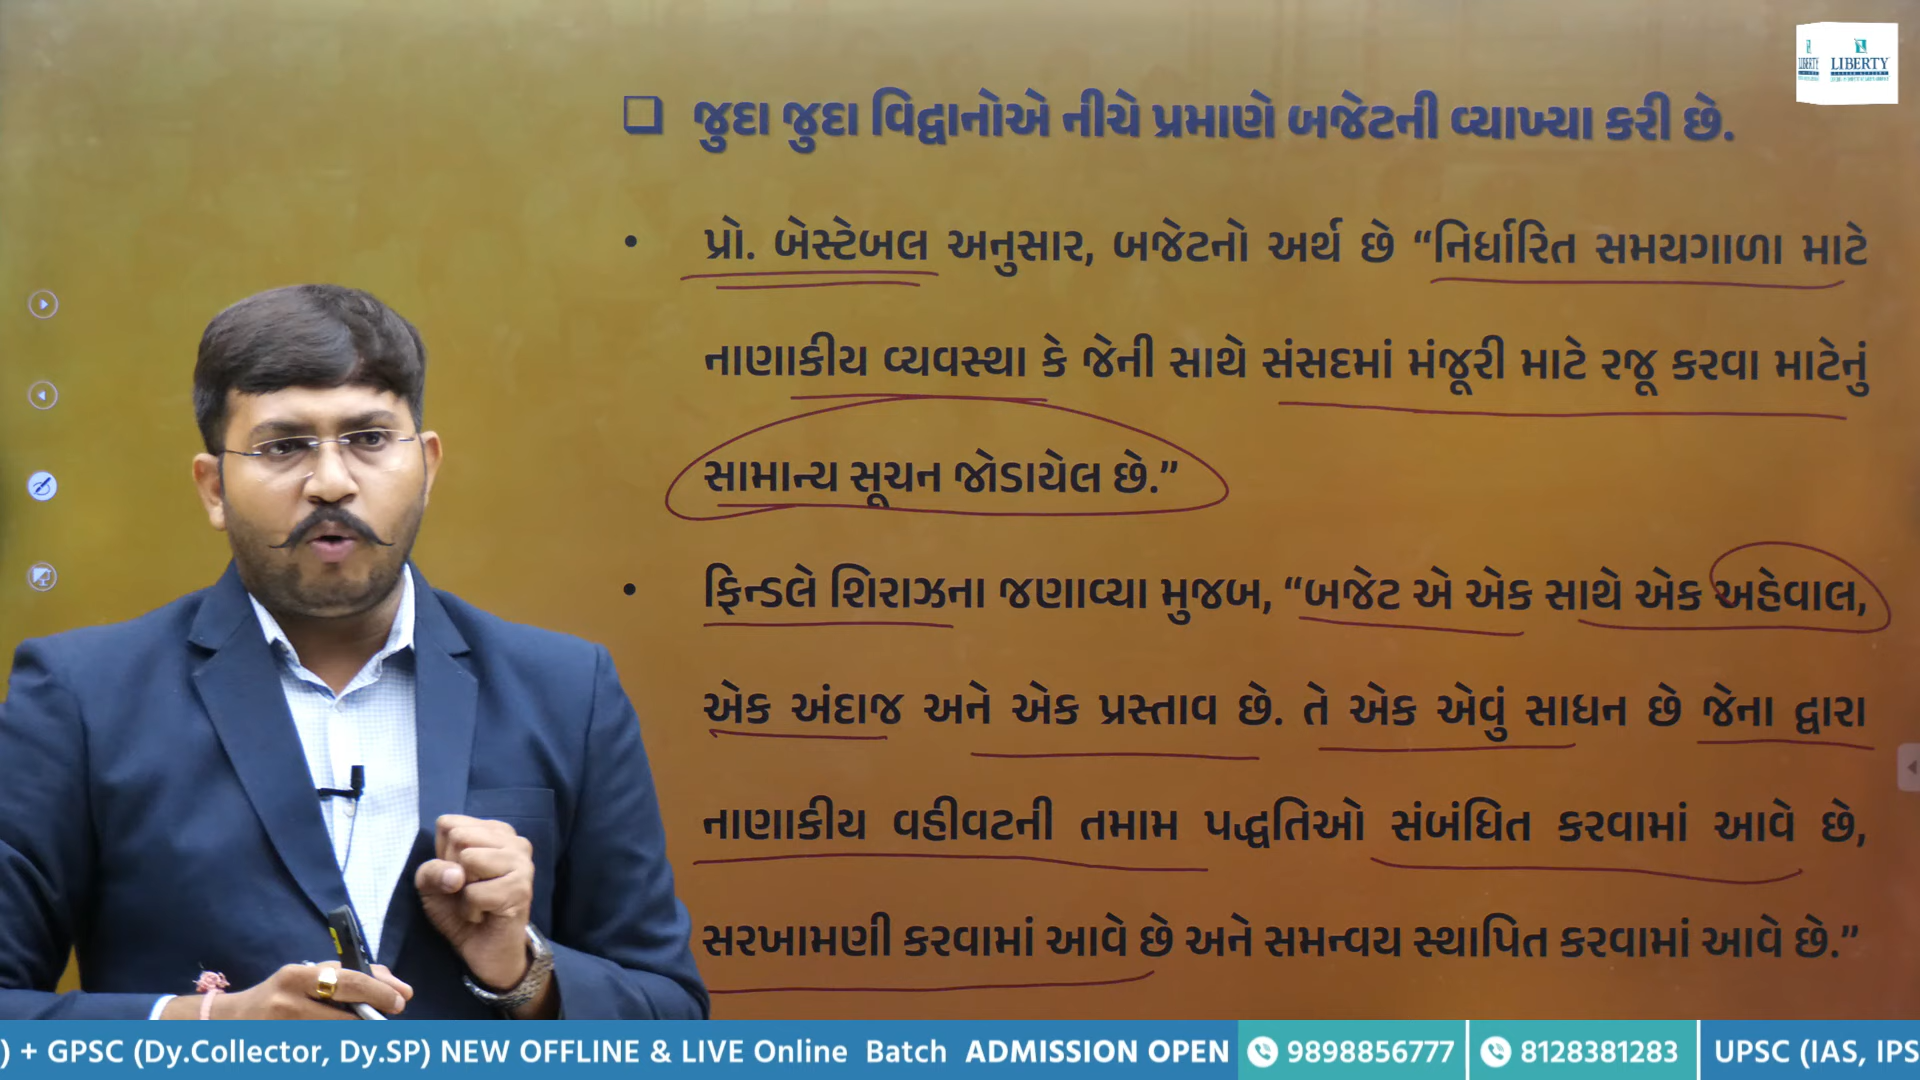 LIBERTY
LIBERTY
જુદા જુદા વિદ્વાનોએ નીચે પ્રમાણે બજેટની વ્યાખ્યા કરી છે.
• પ્રો. બેસ્ટેબલ અનુસાર, બજેટનો અર્થ છે “નિર્ધારિત સમયગાળા માટે
નાણાકીય વ્યવસ્થા કે જેની સાથે સંસદમાં મંજૂરી માટે રજૂ કરવા માટેનું
સામાન્ય સૂચન જોડાયેલ છે.”
• ફિન્ડલે શિરાઝના જણાવ્યા મુજબ, “બજેટ એ એક સાથે એક અહેવાલ,
એક અંદાજ અને એક પ્રસ્તાવ છે. તે એક એવું સાધન છે જેના દ્વારા
નાણાકીય વહીવટની તમામ પદ્ધતિઓ સંબંધિત કરવામાં આવે છે,
સરખામણી કરવામાં આવે છે અને સમન્વય સ્થાપિત કરવામાં આવે છે.”
) + GPSC (Dy.Collector, Dy.SP) NEW OFFLINE & LIVE Online Batch ADMISSION OPEN 9898856777 8128381283 UPSC (IAS, IPS